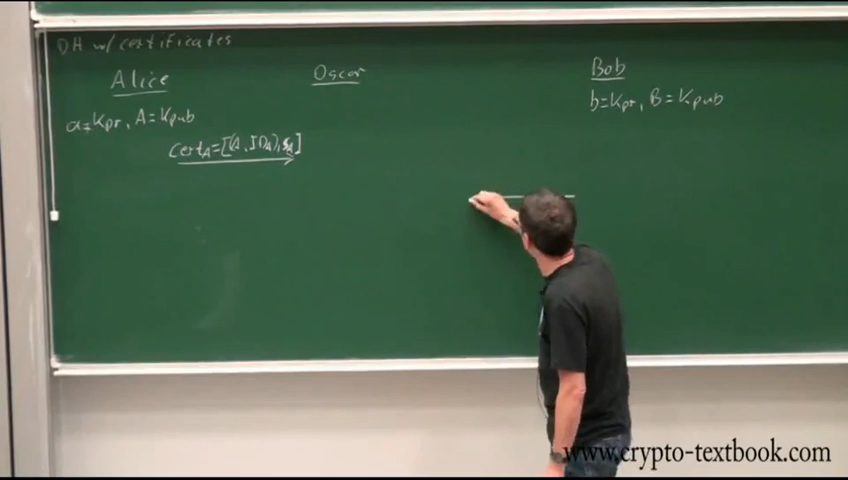 DH w/ certificates
Alice
Oscar
Bob
a=Kpr, A=Kpub
b=Kpr, B=Kpub
CertA=[(A, IDA), sA]
www.crypto-textbook.com